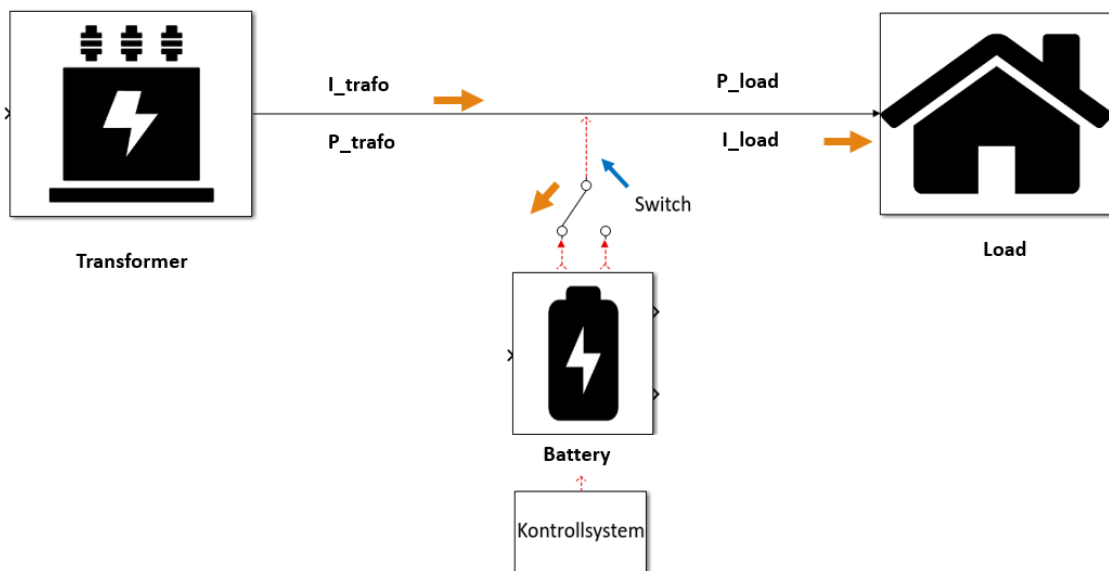 I_trafo
P_load
P_trafo
I_load
Switch
Transformer
Load
Battery
Kontrollsystem